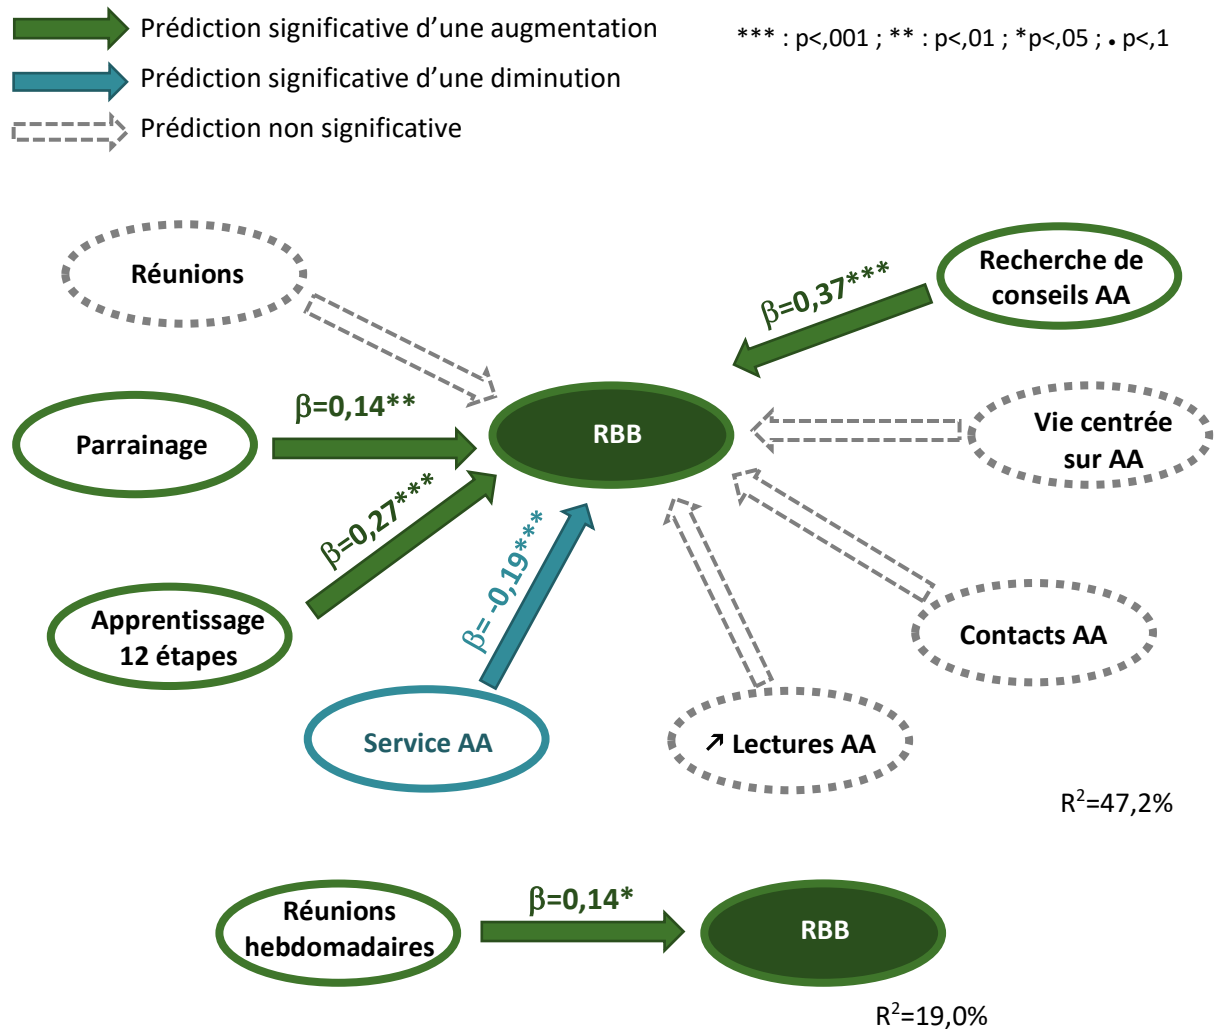 Prédiction significative d’une augmentation
*** : p<,001 ; ** : p<,01 ; *p<,05 ; • p<,1
Prédiction significative d’une diminution
Prédiction non significative
Réunions
Recherche de
conseils AA
β=0,37***
β=0,14**
Parrainage
RBB
Vie centrée
sur AA
β=0,27***
β= -0,19***
Apprentissage
12 étapes
Contacts AA
Service AA
↗ Lectures AA
R²=47,2%
Réunions
hebdomadaires
β=0,14*
RBB
R²=19,0%